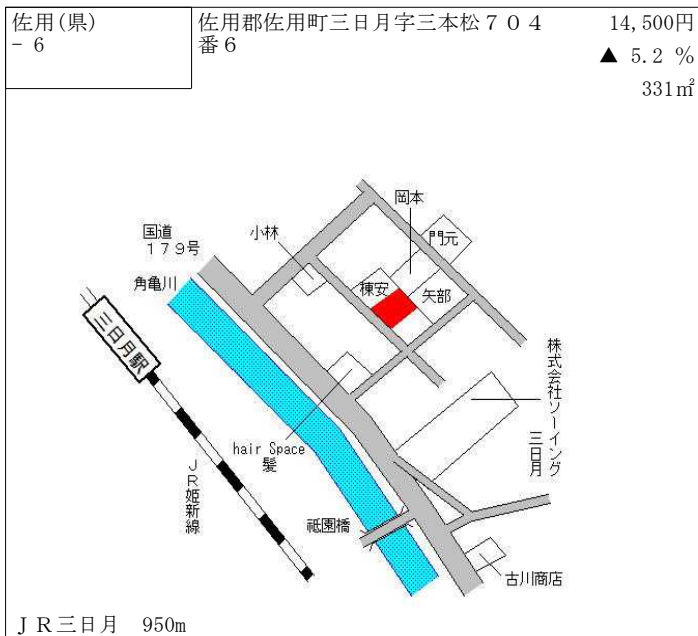 佐用(県)
－６
佐用郡佐用町三日月字三本松７０４
番６
14,500円
▲ 5.2 %
331㎡
岡本
門元
小林
国道
１７９号
角亀川
棟安
矢部
三日月駅
株式会社ソーイング
三日月
hair Space
髪
ＪＲ姫新線
祗園橋
古川商店
ＪＲ三日月　950m